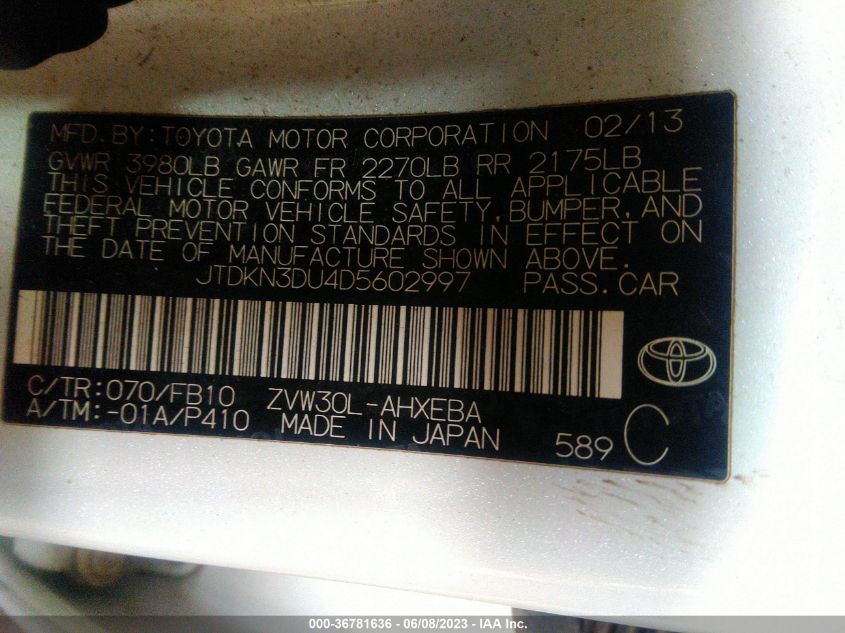 MFD. BY: TOYOTA MOTOR CORPORATION 02/13
GVWR 3980LB GAWR FR 2270LB RR 2175LB
THIS VEHICLE CONFORMS TO ALL APPLICABLE
FEDERAL MOTOR VEHICLE SAFETY, BUMPER, AND
THEFT PREVENTION STANDARDS IN EFFECT ON
THE DATE OF MANUFACTURE SHOWN ABOVE.
JTDKN3DU4D5602997 PASS. CAR
C/TR: 070/FB10 ZVW30L-AHXEBA
A/TM: -01A/P410 MADE IN JAPAN 589 C
000-36781636 - 06/08/2023 - IAA Inc.